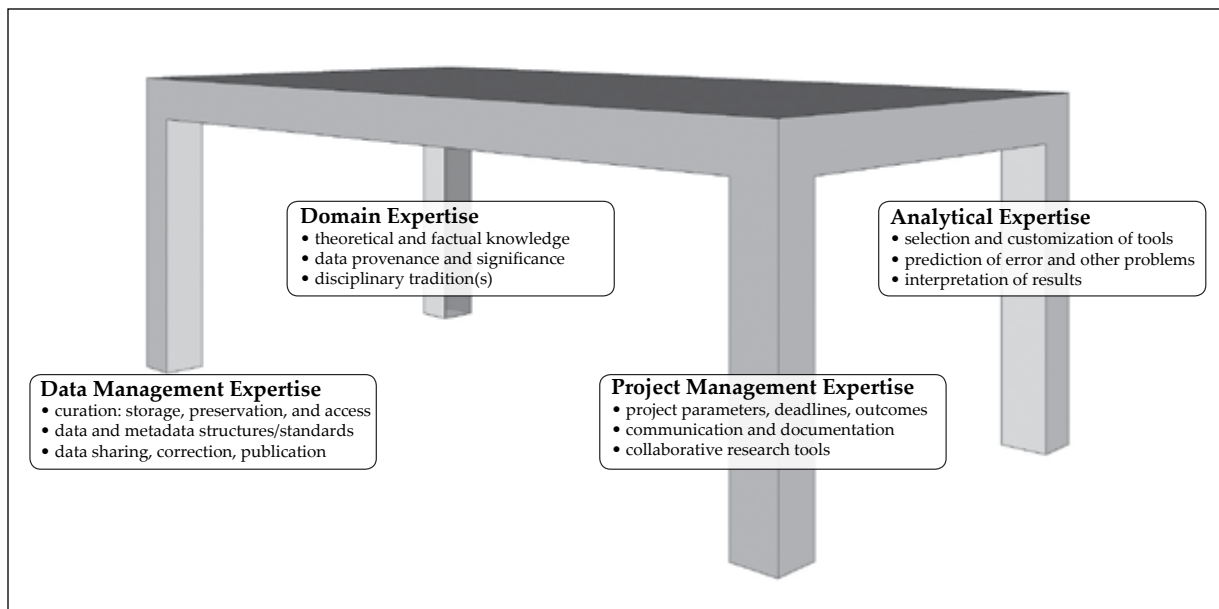 Domain Expertise
• theoretical and factual knowledge
• data provenance and significance
• disciplinary tradition(s)
Analytical Expertise
• selection and customization of tools
• prediction of error and other problems
• interpretation of results
Data Management Expertise
• curation: storage, preservation, and access
• data and metadata structures/standards
• data sharing, correction, publication
Project Management Expertise
• project parameters, deadlines, outcomes
• communication and documentation
• collaborative research tools